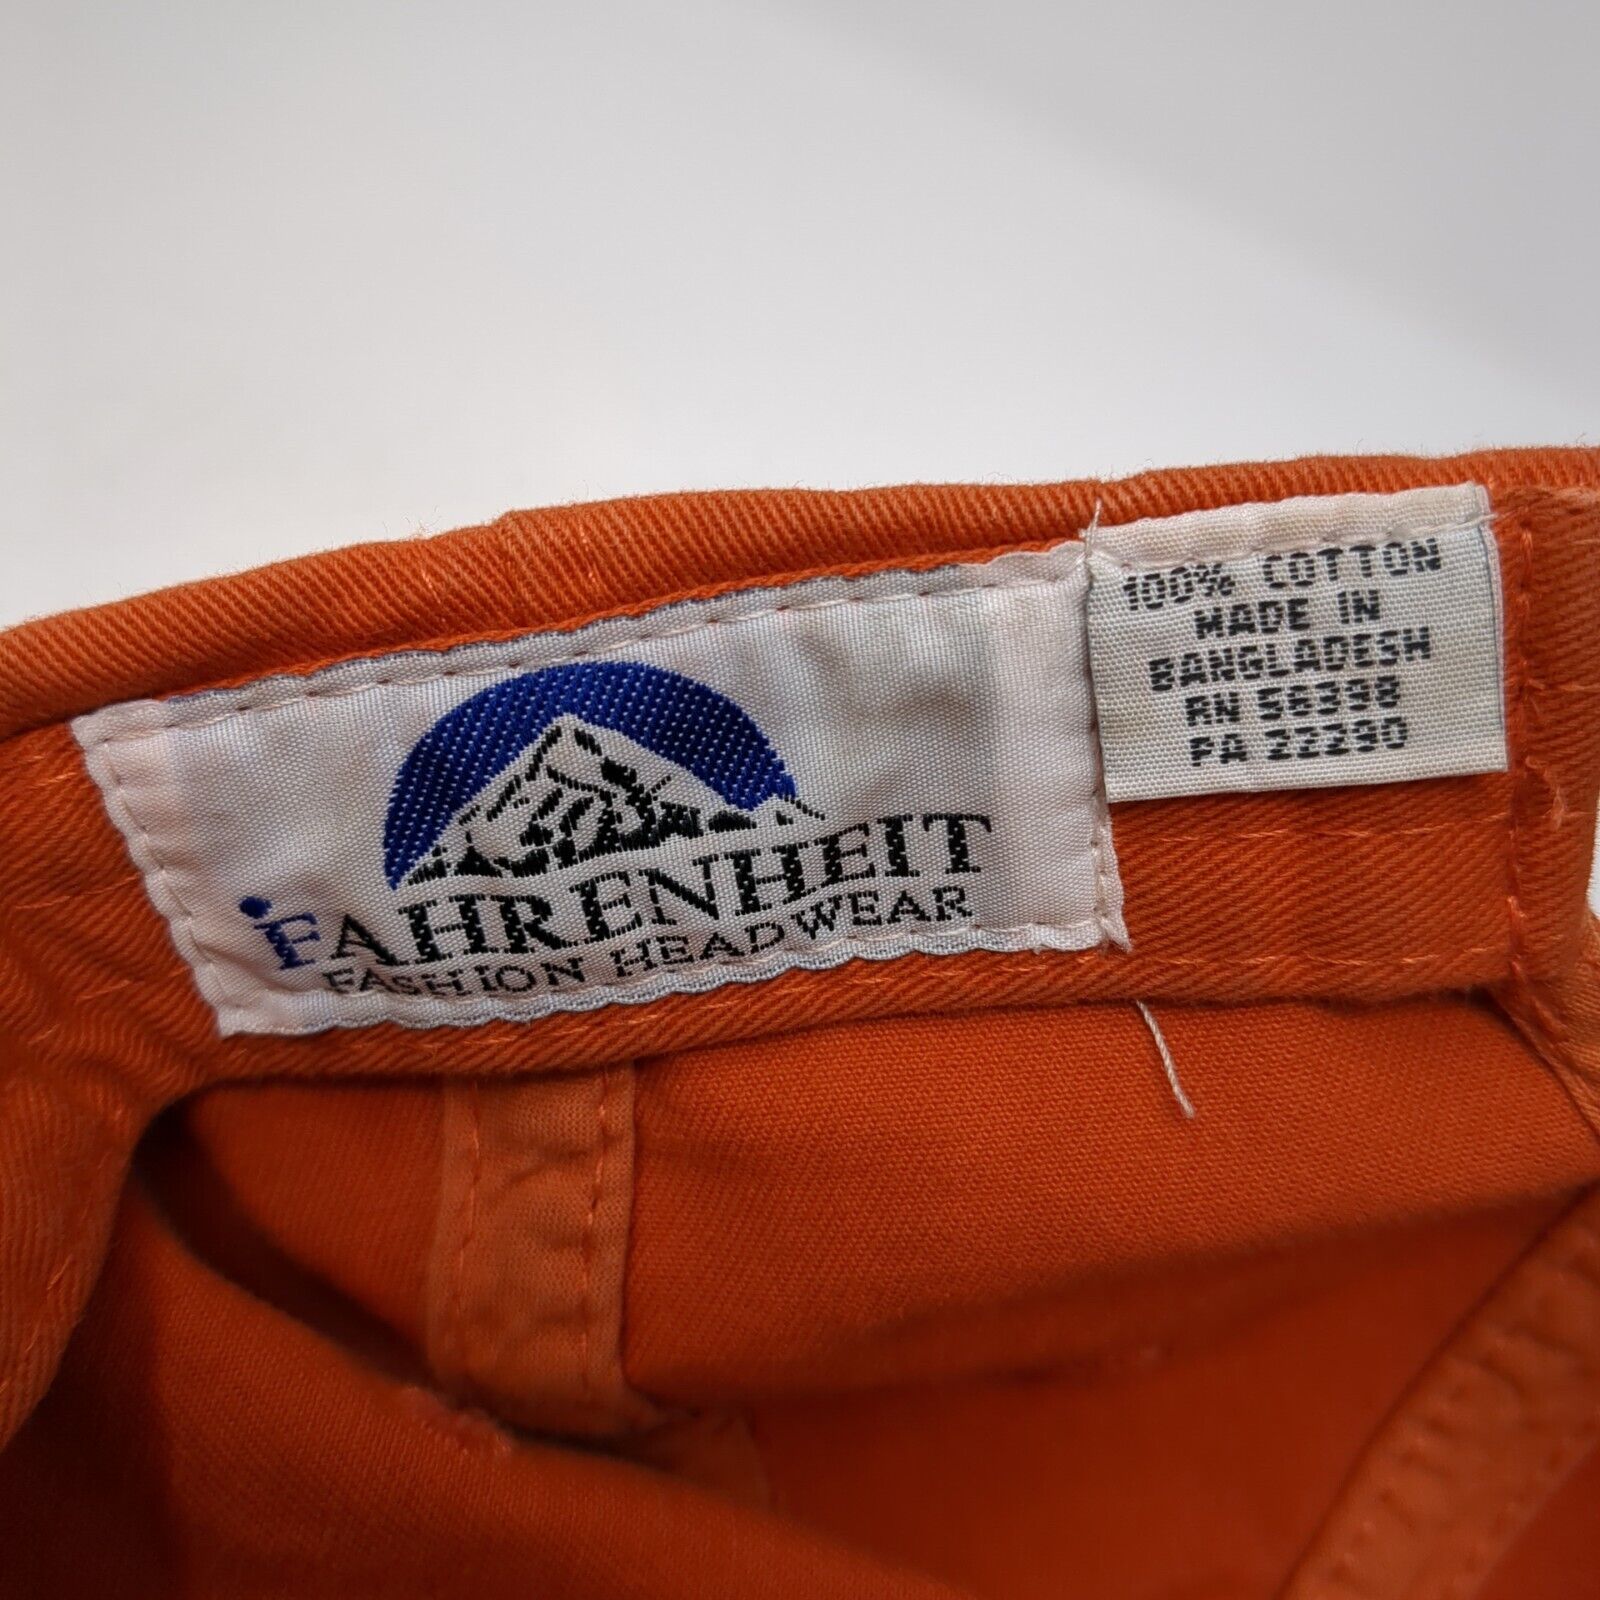 FAHRENHEIT
FASHION HEADWEAR
100% COTTON
MADE IN
BANGLADESH
RN 56398
PA 22290